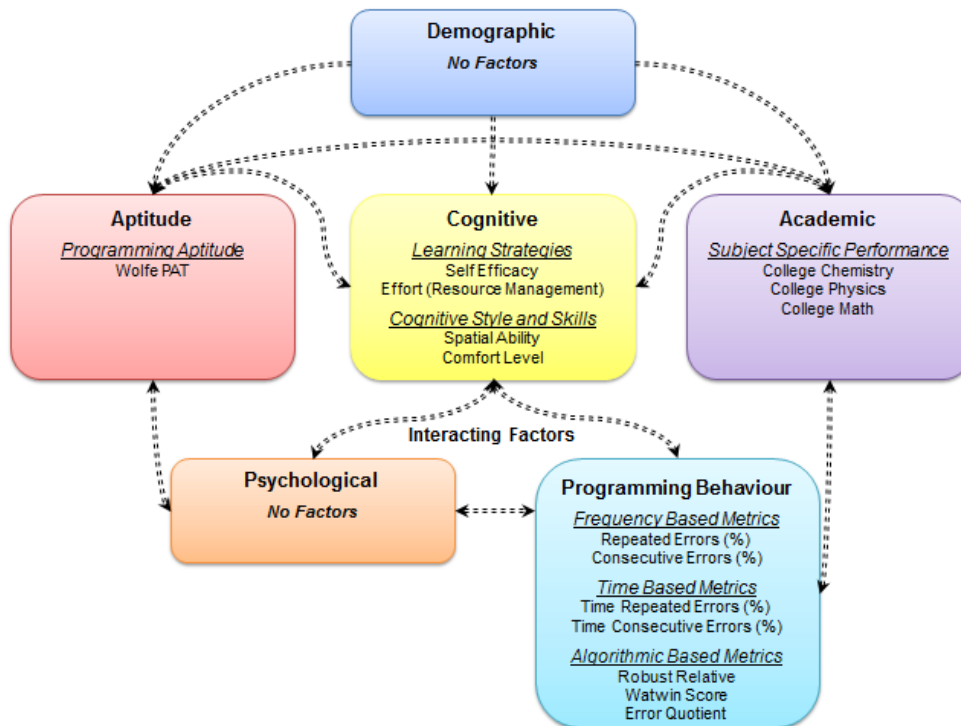 Demographic
No Factors
Aptitude
Programming Aptitude
Wolfe PAT
Cognitive
Learning Strategies
Self Efficacy
Effort (Resource Management)
Cognitive Style and Skills
Spatial Ability
Comfort Level
Academic
Subject Specific Performance
College Chemistry
College Physics
College Math
Interacting Factors
Psychological
No Factors
Programming Behaviour
Frequency Based Metrics
Repeated Errors (%)
Consecutive Errors (%)
Time Based Metrics
Time Repeated Errors (%)
Time Consecutive Errors (%)
Algorithmic Based Metrics
Robust Relative
Watwin Score
Error Quotient